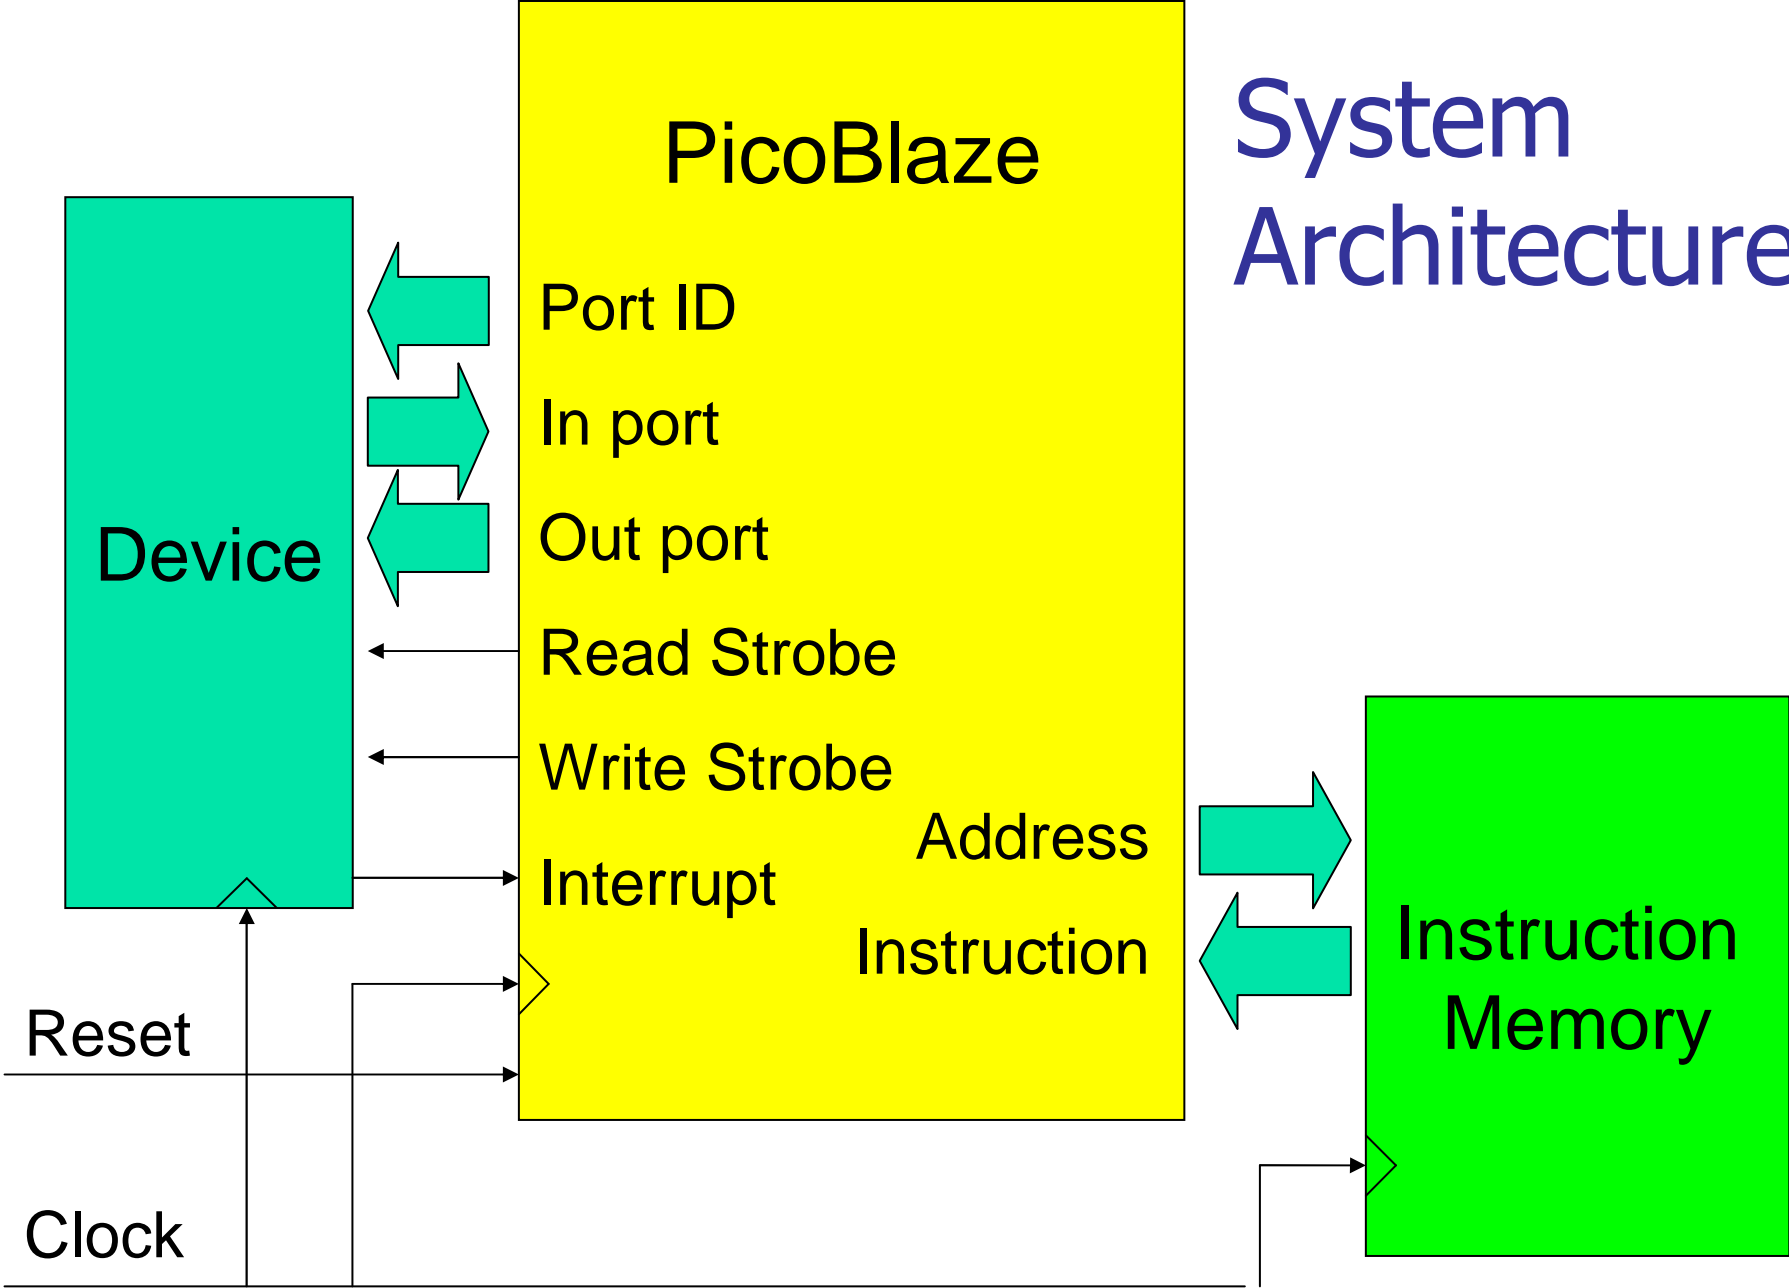 System
Architecture
PicoBlaze
Port ID
In port
Out port
Read Strobe
Write Strobe
Interrupt
Address
Instruction
Device
Instruction
Memory
Reset
Clock